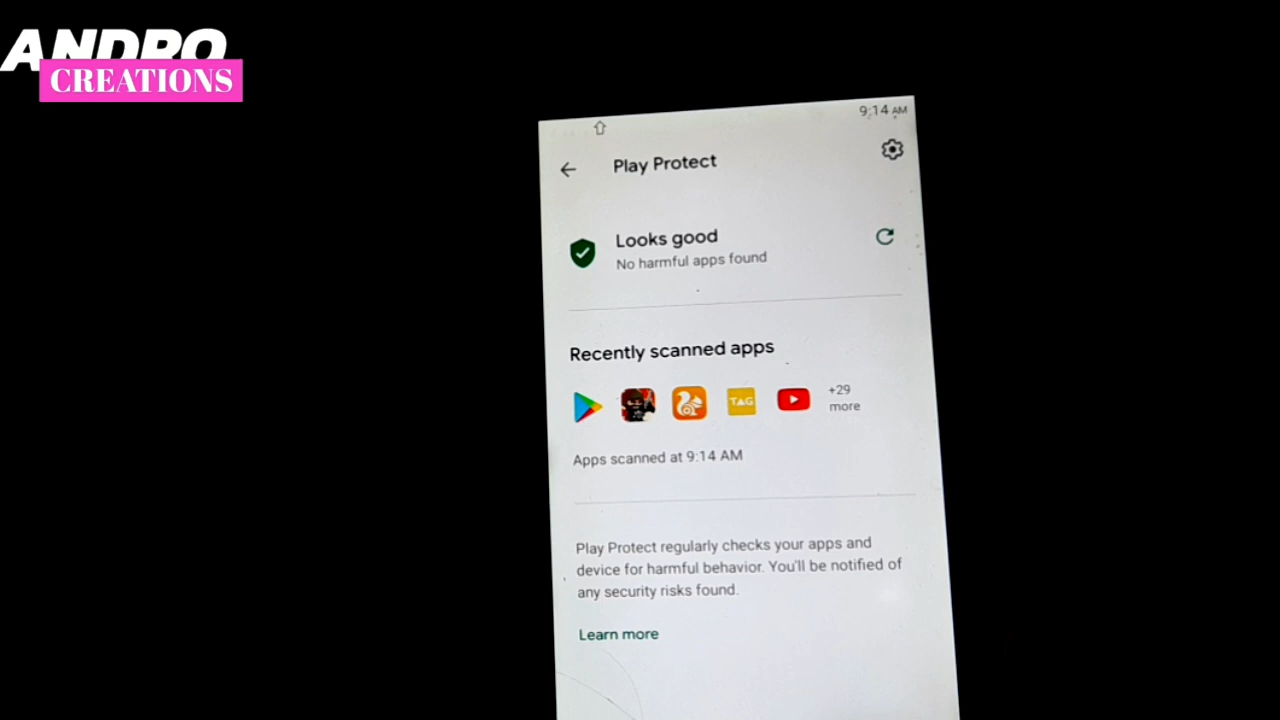 ANDRO
CREATIONS
9:14 AM
Play Protect
Looks good
No harmful apps found
Recently scanned apps
TAG
+29
more
Apps scanned at 9:14 AM
Play Protect regularly checks your apps and
device for harmful behavior. You'll be notified of
any security risks found.
Learn more